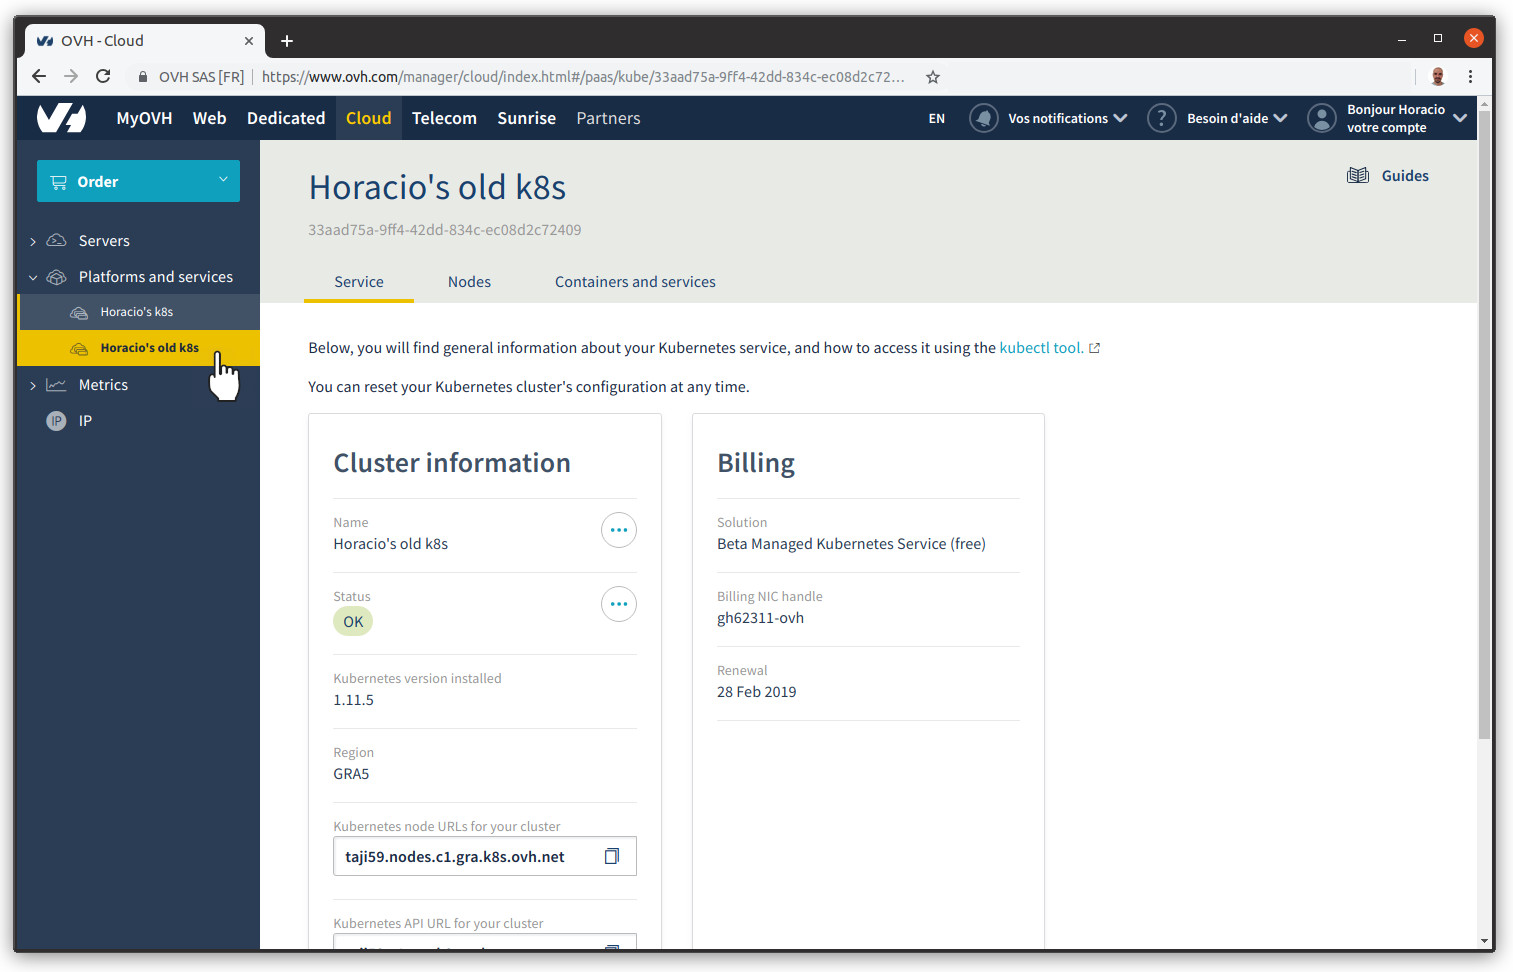 OVH - Cloud
OVH SAS [FR] https://www.ovh.com/manager/cloud/index.html#/paas/kube/33aad75a-9ff4-42dd-834c-ec08d2c72...
MyOVH Web Dedicated Cloud Telecom Sunrise Partners EN Vos notifications ? Besoin d'aide Bonjour Horacio
votre compte
Order
Servers
Platforms and services
Horacio's k8s
Horacio's old k8s
Metrics
IP IP
Horacio's old k8s
Guides
33aad75a-9ff4-42dd-834c-ec08d2c72409
Service Nodes Containers and services
Below, you will find general information about your Kubernetes service, and how to access it using the kubectl tool.
You can reset your Kubernetes cluster's configuration at any time.
Cluster information
Name
Horacio's old k8s
Status
OK
Kubernetes version installed
1.11.5
Region
GRA5
Kubernetes node URLs for your cluster
taji59.nodes.c1.gra.k8s.ovh.net
Kubernetes API URL for your cluster
Billing
Solution
Beta Managed Kubernetes Service (free)
Billing NIC handle
gh62311-ovh
Renewal
28 Feb 2019